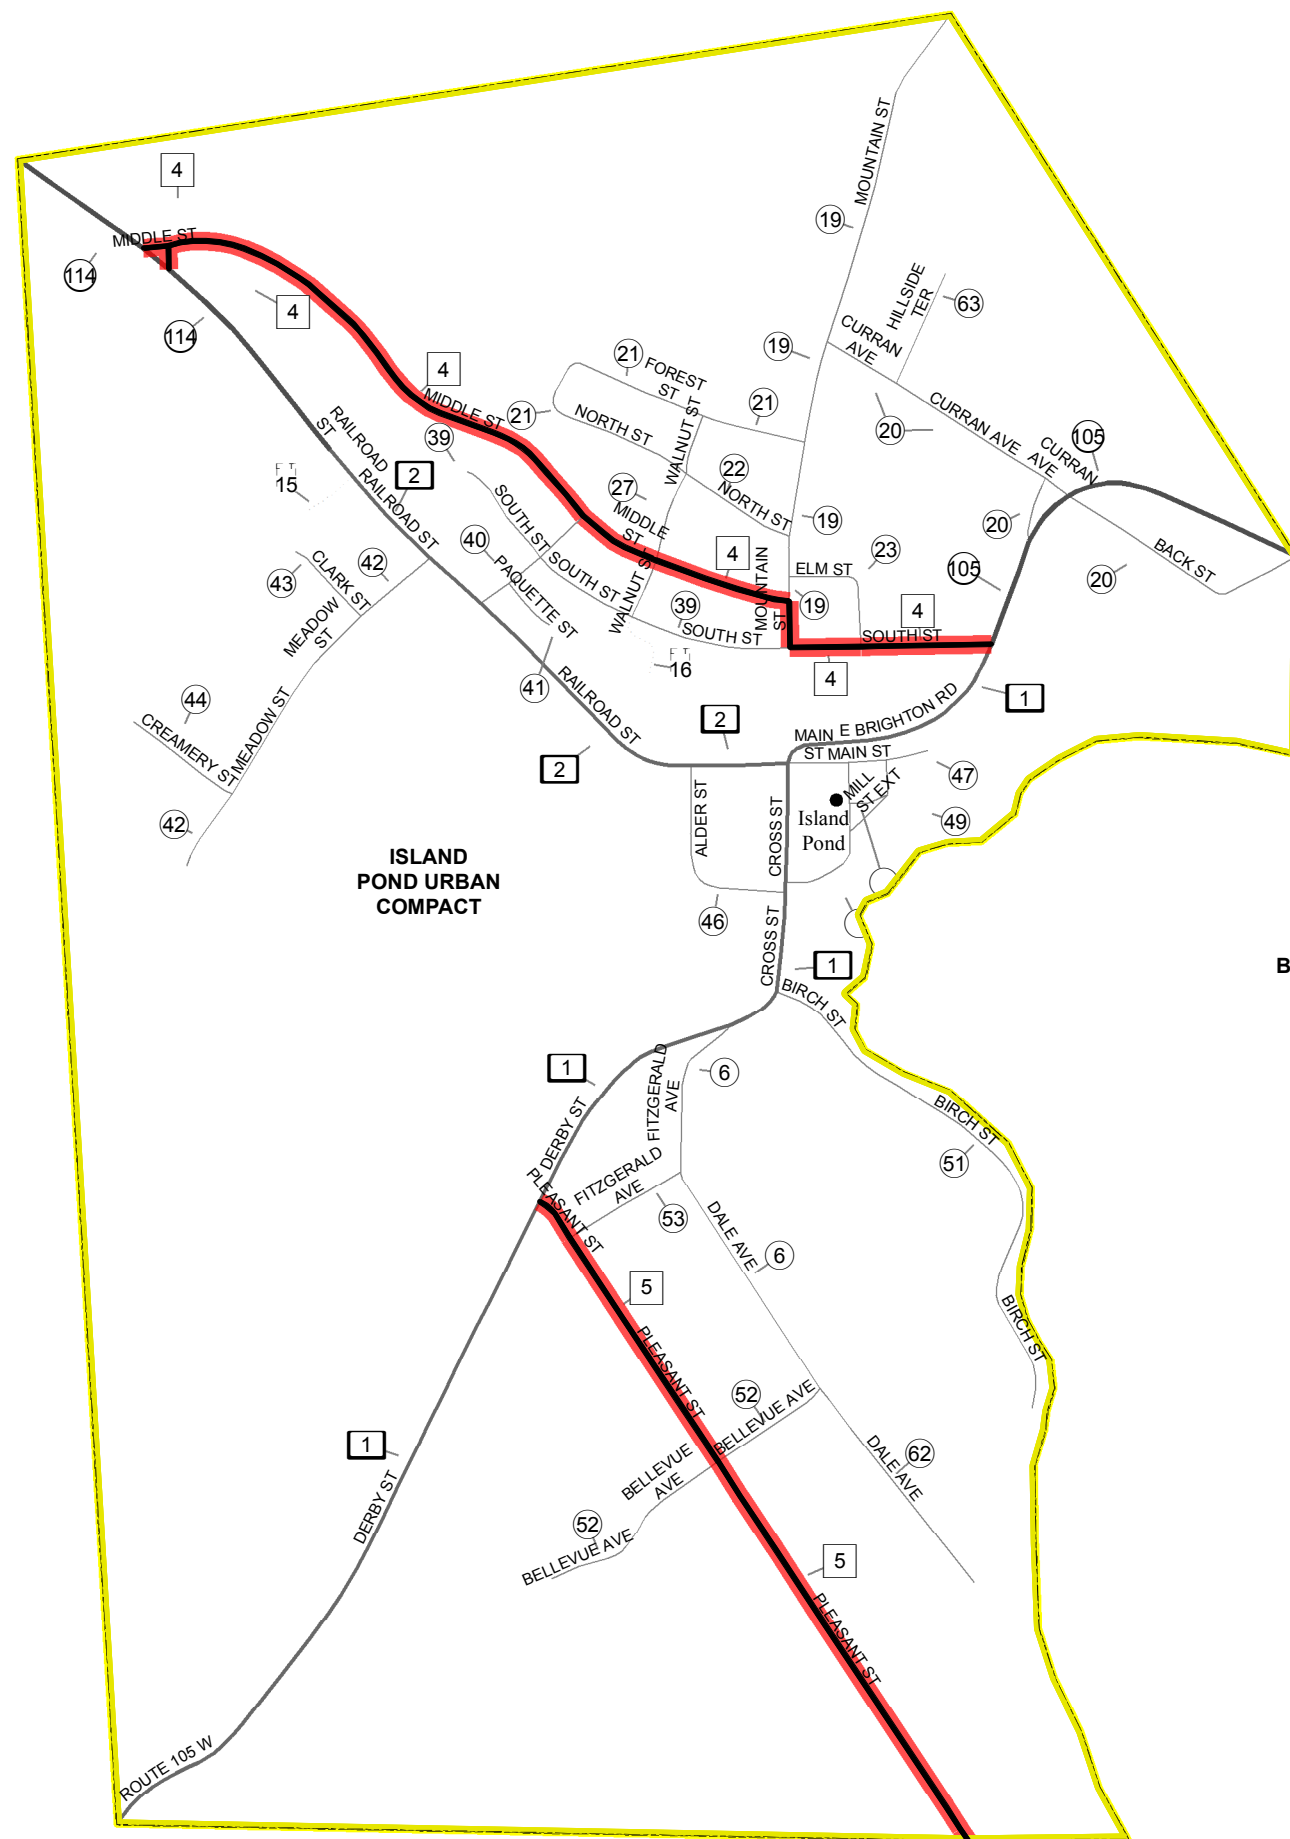 MOUNTAIN ST
4
19
MIDDLE ST
114
HILLSIDE
TER
63
4
114
CURRAN
AVE
19
21
FOREST
ST
4
MIDDLE ST
21
NORTH ST
WALNUT ST
21
20
CURRAN AVE
AVE
CURRAN
105
RAILROAD
ST
39
2
RAILROAD ST
F T
15
22
NORTH ST
27
MIDDLE
ST
19
20
SOUTH ST
40
PAQUETTE ST
SOUTH ST
WALNUT ST
4
MOUNTAIN
ST
ELM ST
23
105
BACK ST
20
43
CLARK ST
42
MEADOW
ST
19
4
39
SOUTH ST
SOUTH ST
F T
16
4
41
RAILROAD ST
44
CREAMERY ST
MEADOW ST
42
2
2
1
MAIN
E BRIGHTON RD
ST
MAIN ST
47
MILL
ST EXT
49
Island
Pond
ALDER ST
CROSS ST
ISLAND
POND URBAN
COMPACT
46
CROSS ST
1
B
BIRCH ST
1
FITZGERALD
AVE
6
DERBY ST
BIRCH ST
51
PLEASANT ST
FITZGERALD
AVE
53
DALE AVE
6
5
BIRCH ST
PLEASANT ST
52
BELLEVUE AVE
1
DERBY ST
BELLEVUE
AVE
DALE AVE
62
52
BELLEVUE AVE
5
PLEASANT ST
ROUTE 105 W